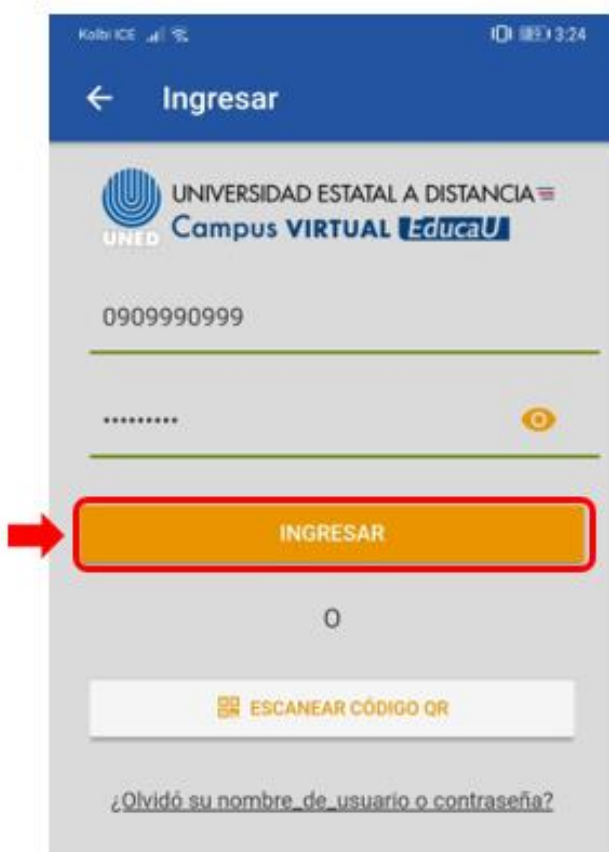 Kolbi ICE 3:24
Ingresar
UNIVERSIDAD ESTATAL A DISTANCIA
UNED Campus VIRTUAL EducaU
0909990999
•••••••••
INGRESAR
O
ESCANEAR CÓDIGO QR
¿Olvidó su nombre_de_usuario o contraseña?